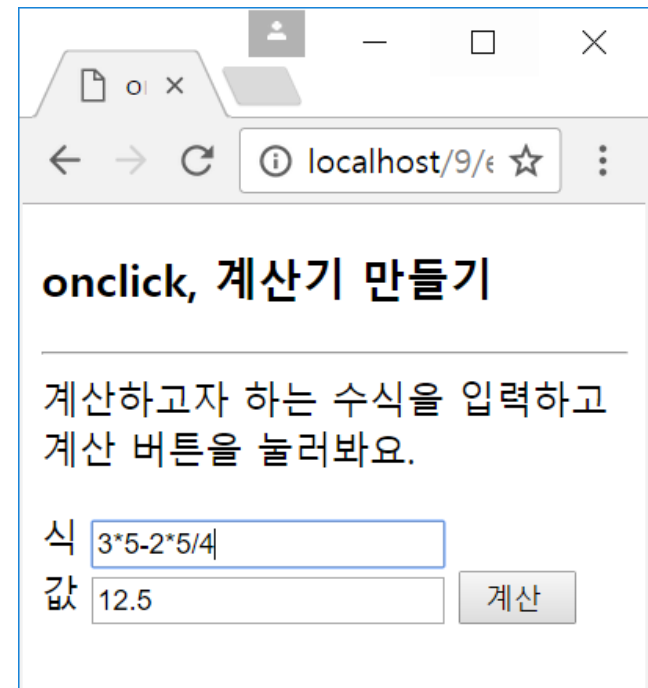 localhost/9/e
onclick, 계산기 만들기
계산하고자 하는 수식을 입력하고
계산 버튼을 눌러봐요.
식 3*5-2*5/4
값 12.5 계산